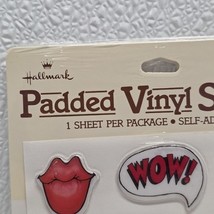 Hallmark
Padded Vinyl S
1 SHEET PER PACKAGE • SELF-AD
WOW!